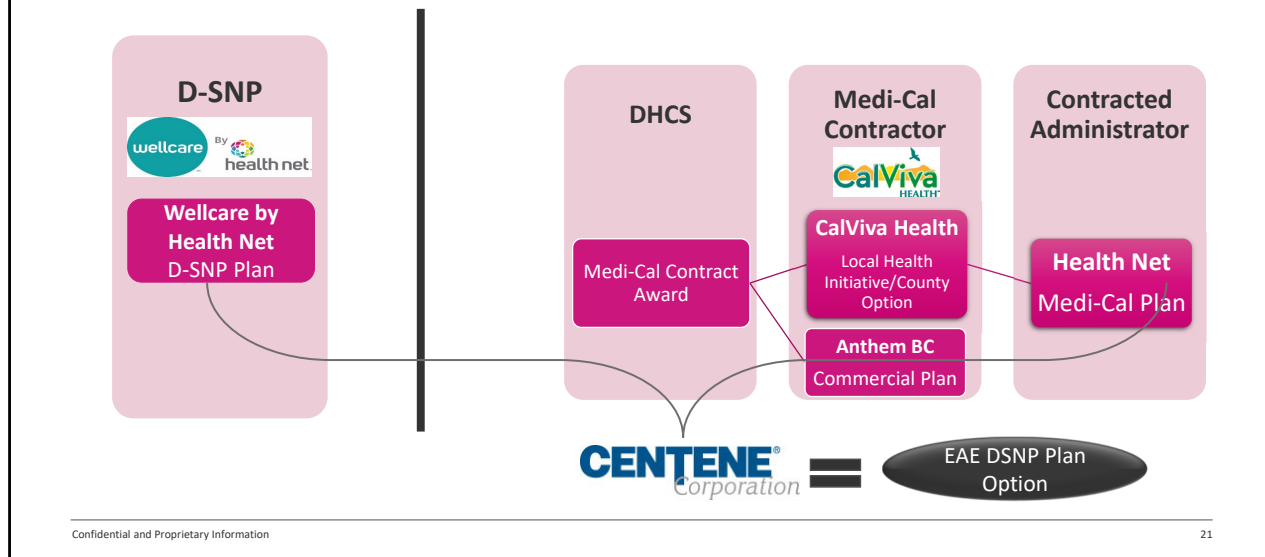 D-SNP
wellcare
By
health net
Wellcare by
Health Net
D-SNP Plan
DHCS
Medi-Cal Contract
Award
Medi-Cal
Contractor
CalViva
HEALTH
CalViva Health
Local Health
Initiative/County
Option
Anthem BC
Commercial Plan
Contracted
Administrator
Health Net
Medi-Cal Plan
CENTENE®
Corporation
EAE DSNP Plan
Option
Confidential and Proprietary Information
21